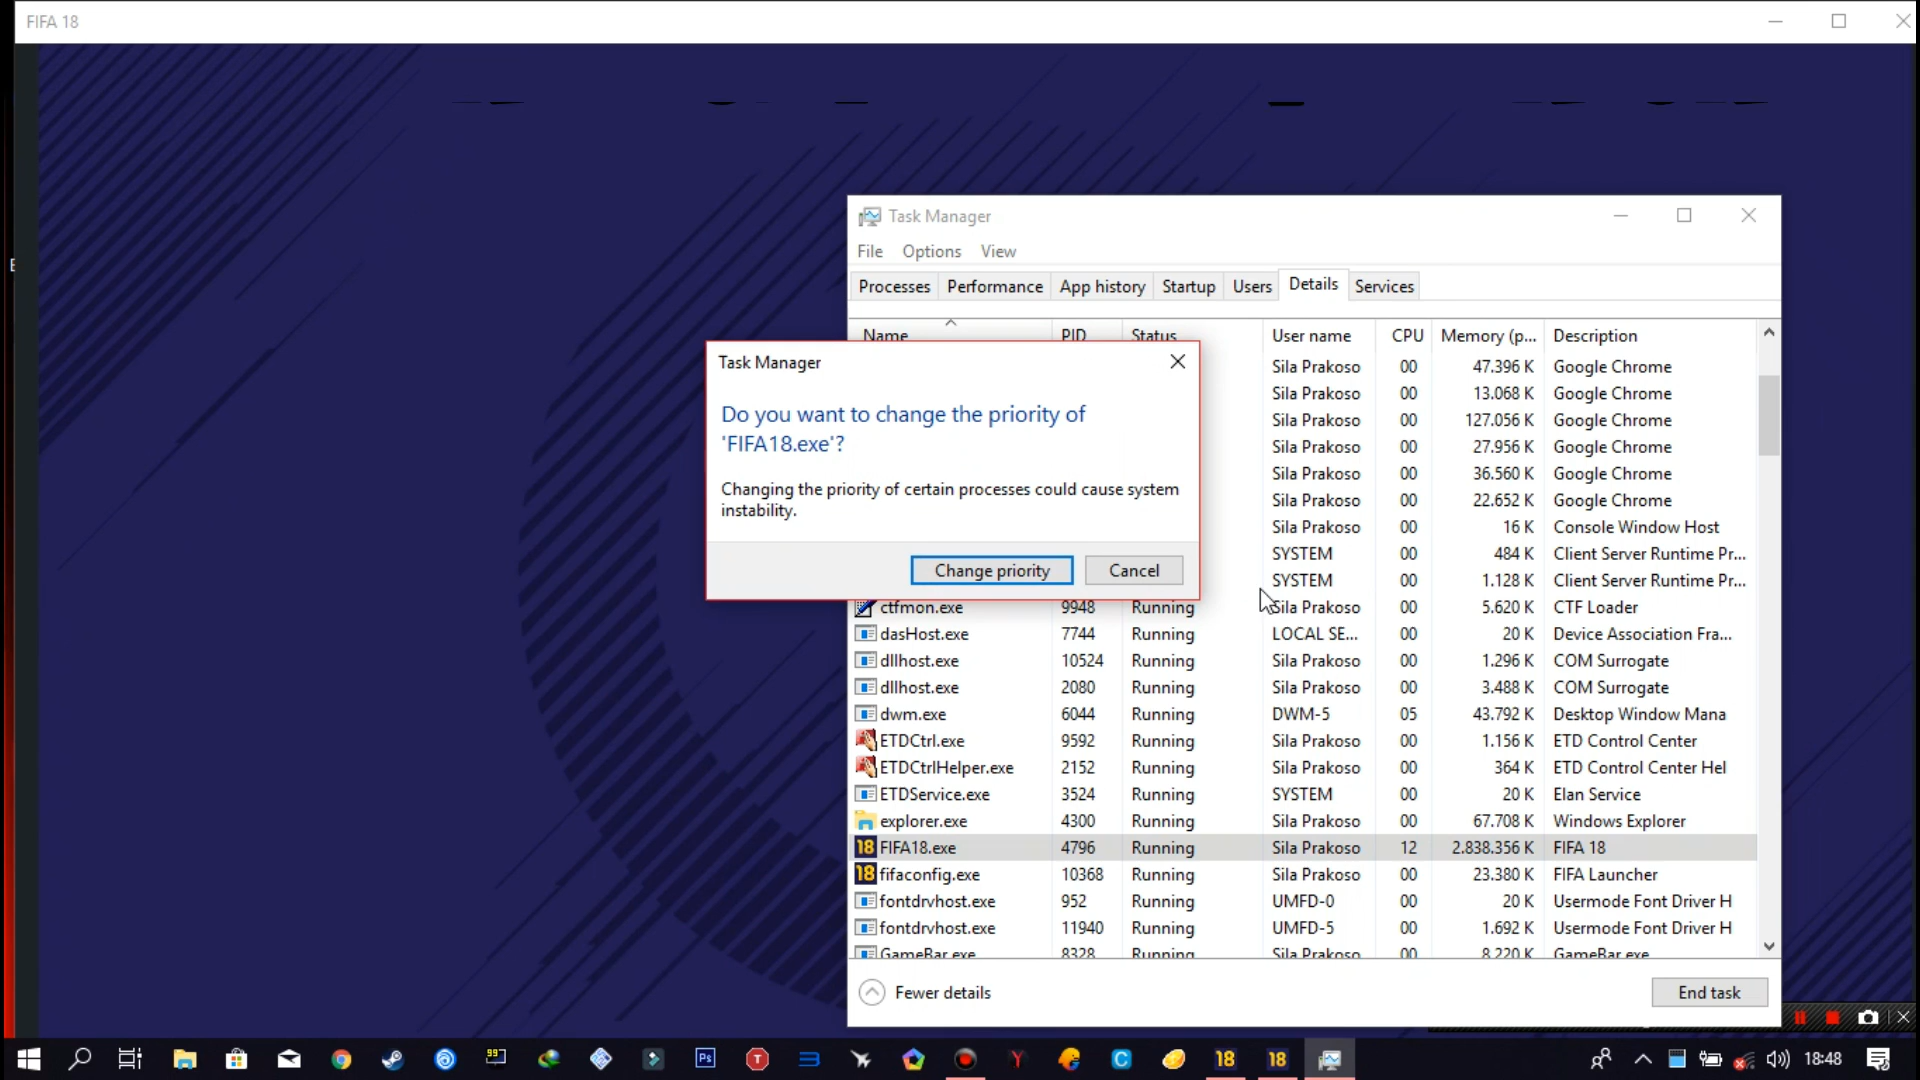 FIFA 18
Task Manager
File Options View
Processes Performance App history Startup Users Details Services
Name PID Status User name CPU Memory (p... Description
Sila Prakoso 00 47.396 K Google Chrome
Sila Prakoso 00 13.068 K Google Chrome
Sila Prakoso 00 127.056 K Google Chrome
Sila Prakoso 00 27.956 K Google Chrome
Sila Prakoso 00 36.560 K Google Chrome
Sila Prakoso 00 22.652 K Google Chrome
Sila Prakoso 00 16 K Console Window Host
SYSTEM 00 484 K Client Server Runtime Pr...
SYSTEM 00 1.128 K Client Server Runtime Pr...
Task Manager
Do you want to change the priority of
'FIFA18.exe'?
Changing the priority of certain processes could cause system
instability.
Change priority Cancel
ctfmon.exe 9948 Running Sila Prakoso 00 5.620 K CTF Loader
dasHost.exe 7744 Running LOCAL SE... 00 20 K Device Association Fra...
dllhost.exe 10524 Running Sila Prakoso 00 1.296 K COM Surrogate
dllhost.exe 2080 Running Sila Prakoso 00 3.488 K COM Surrogate
dwm.exe 6044 Running DWM-5 05 43.792 K Desktop Window Mana
ETDCtrl.exe 9592 Running Sila Prakoso 00 1.156 K ETD Control Center
ETDCtrlHelper.exe 2152 Running Sila Prakoso 00 364 K ETD Control Center Hel
ETDService.exe 3524 Running SYSTEM 00 20 K Elan Service
explorer.exe 4300 Running Sila Prakoso 00 67.708 K Windows Explorer
18 FIFA18.exe 4796 Running Sila Prakoso 12 2.838.356 K FIFA 18
18 fifaconfig.exe 10368 Running Sila Prakoso 00 23.380 K FIFA Launcher
fontdrvhost.exe 952 Running UMFD-0 00 20 K Usermode Font Driver H
fontdrvhost.exe 11940 Running UMFD-5 00 1.692 K Usermode Font Driver H
GameBar.exe 8328 Running Sila Prakoso 00 8.220 K GameBar.exe
Fewer details End task
99 Ps T Y C 18 18 18:48